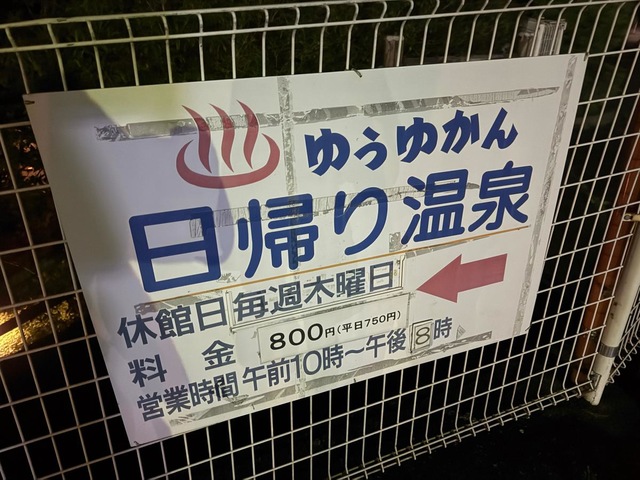 ゆうゆかん
日帰り温泉
休館日 毎週木曜日
料 金 800円(平日750円)
営業時間 午前10時～午後8時